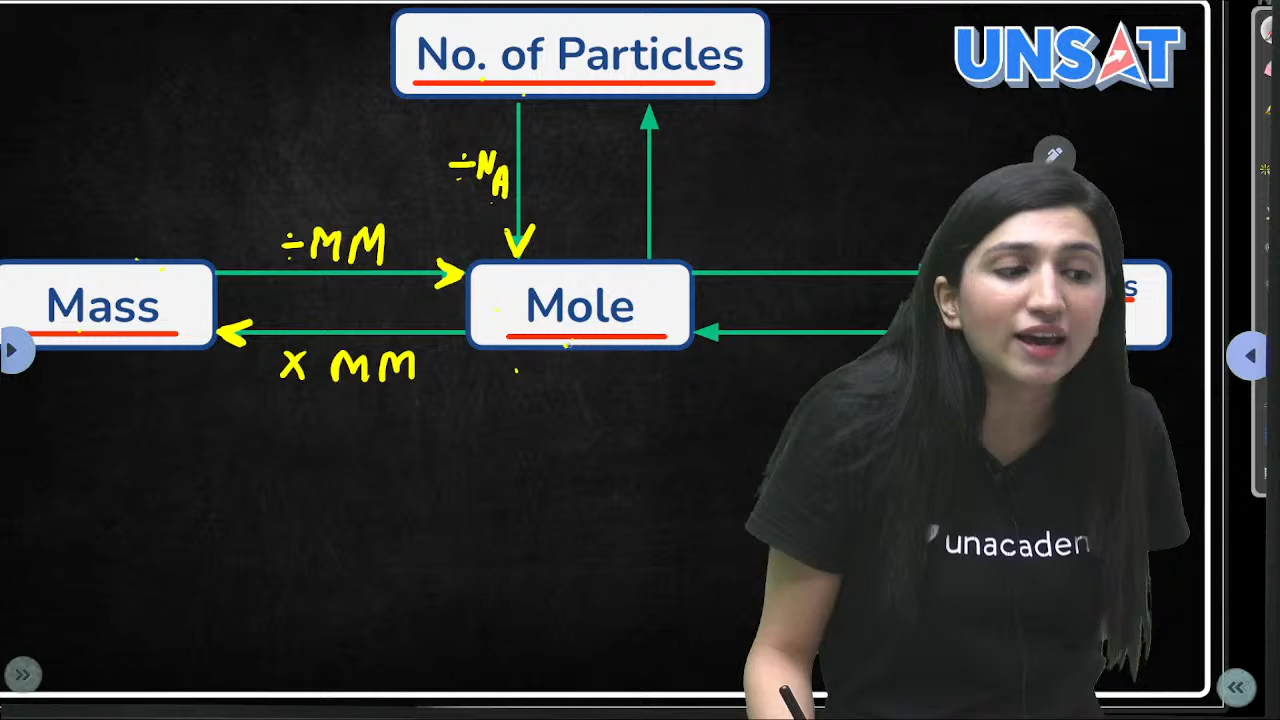 No. of Particles
UNSAT
÷NA
÷MM
Mass
Mole
x MM
unacaden